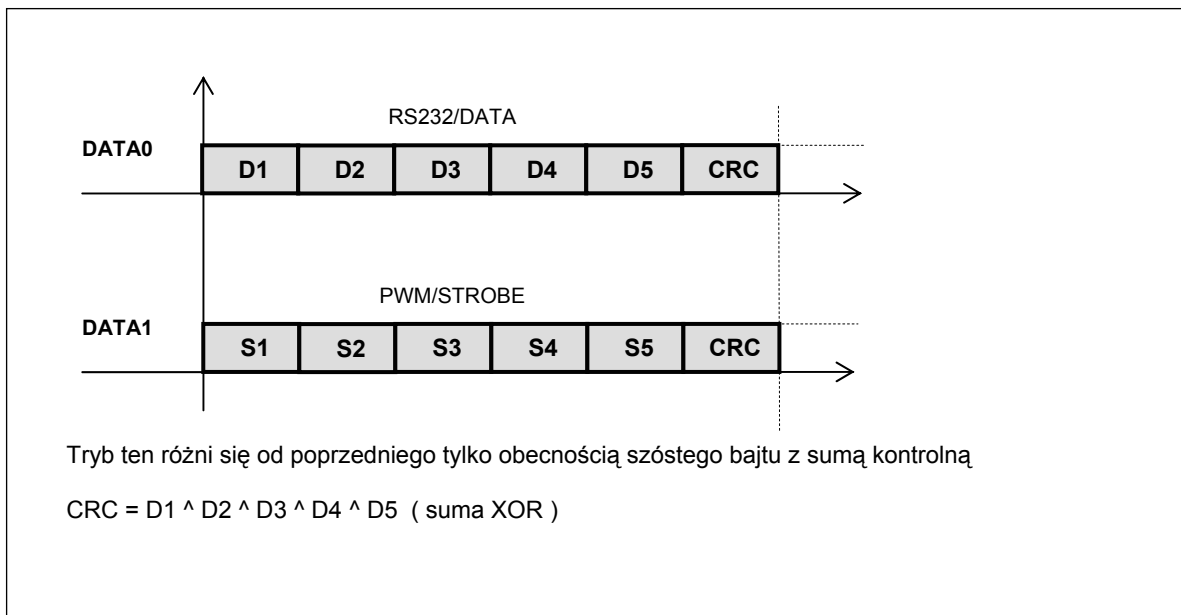 RS232/DATA
DATA0
D1 D2 D3 D4 D5 CRC
PWM/STROBE
DATA1
S1 S2 S3 S4 S5 CRC
Tryb ten różni się od poprzedniego tylko obecnością szóstego bajtu z sumą kontrolną
CRC = D1 ^ D2 ^ D3 ^ D4 ^ D5 ( suma XOR )